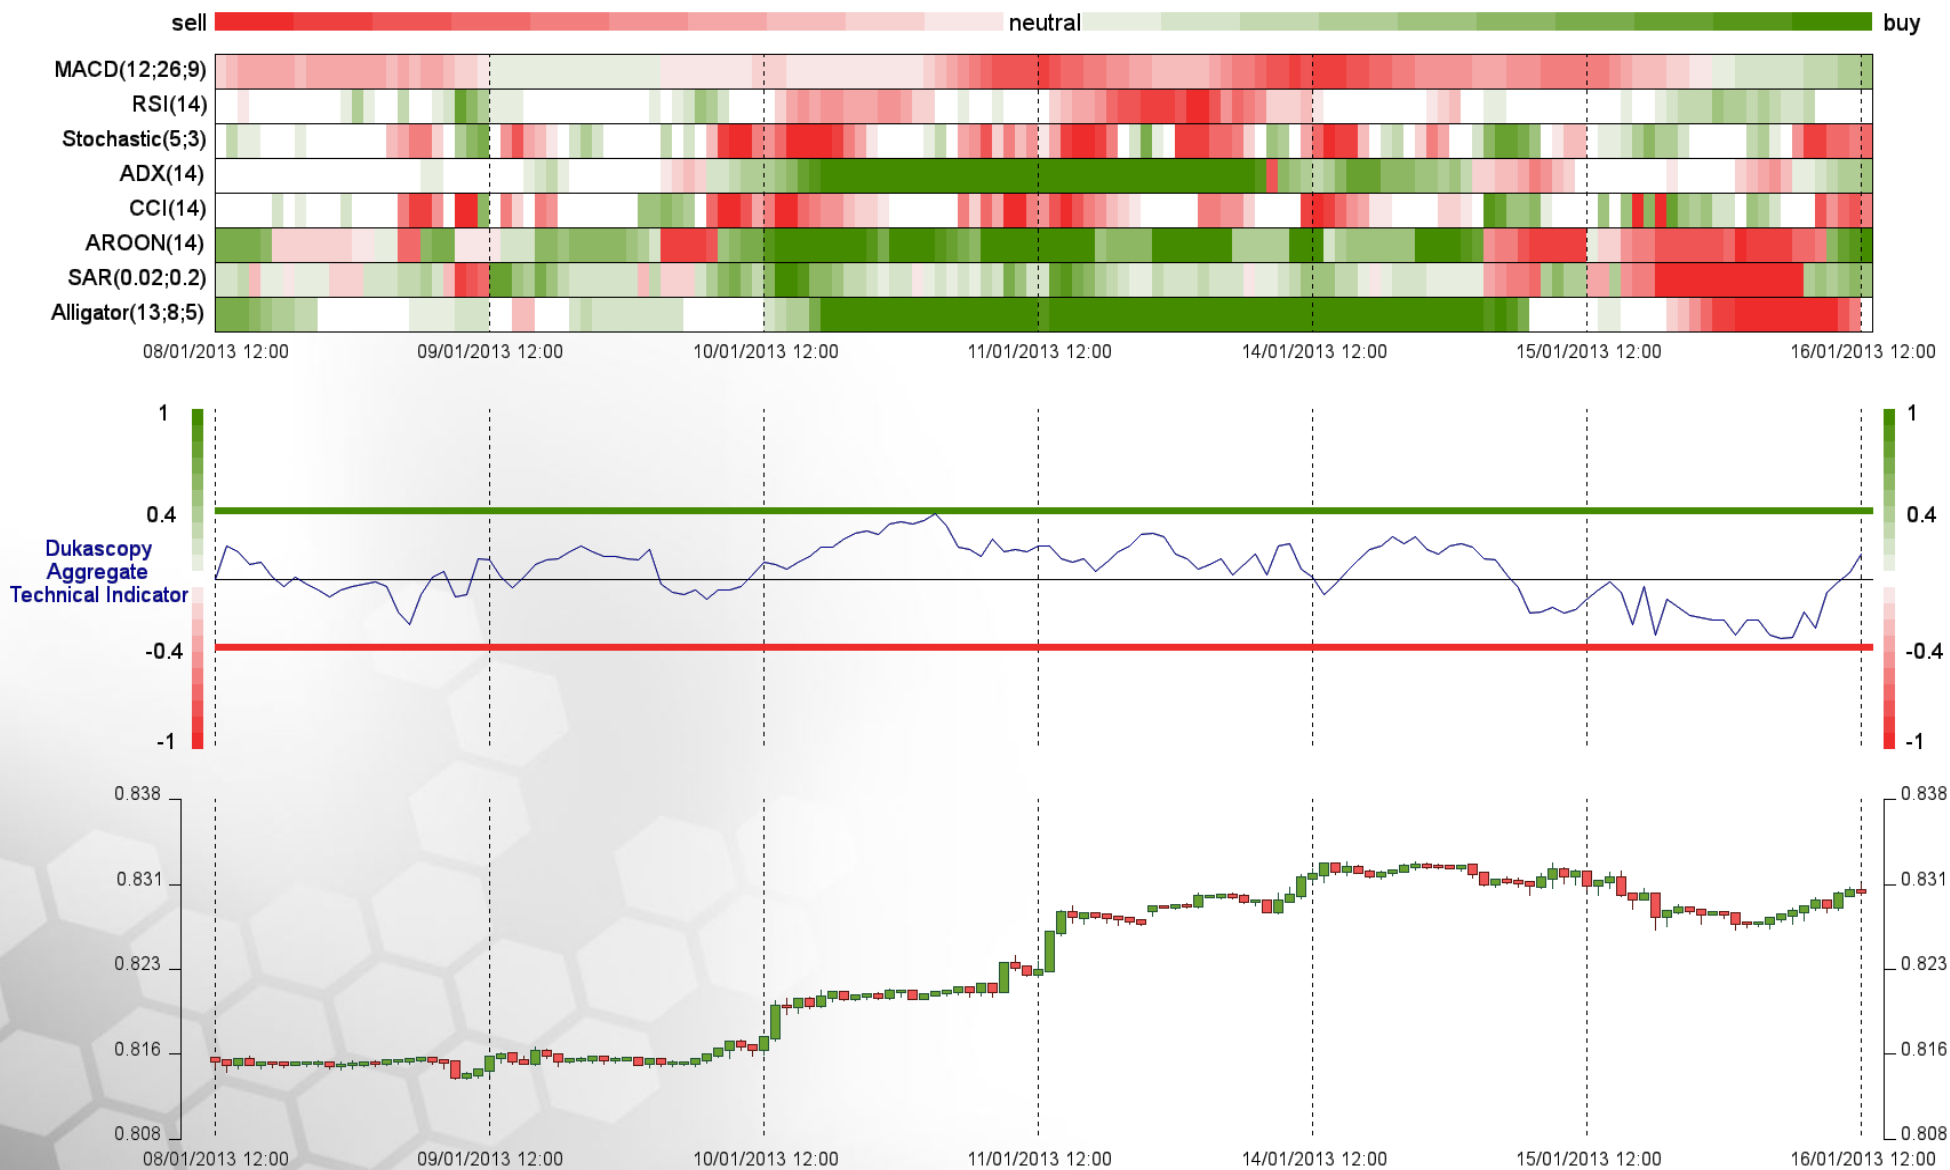 sell neutral buy
MACD(12;26;9)
RSI(14)
Stochastic(5;3)
ADX(14)
CCI(14)
AROON(14)
SAR(0.02;0.2)
Alligator(13;8;5)
08/01/2013 12:00 09/01/2013 12:00 10/01/2013 12:00 11/01/2013 12:00 14/01/2013 12:00 15/01/2013 12:00 16/01/2013 12:00
1 1
0.4 0.4
Dukascopy
Aggregate
Technical Indicator
-0.4 -0.4
-1 -1
0.838 0.838
0.831 0.831
0.823 0.823
0.816 0.816
0.808 0.808
08/01/2013 12:00 09/01/2013 12:00 10/01/2013 12:00 11/01/2013 12:00 14/01/2013 12:00 15/01/2013 12:00 16/01/2013 12:00